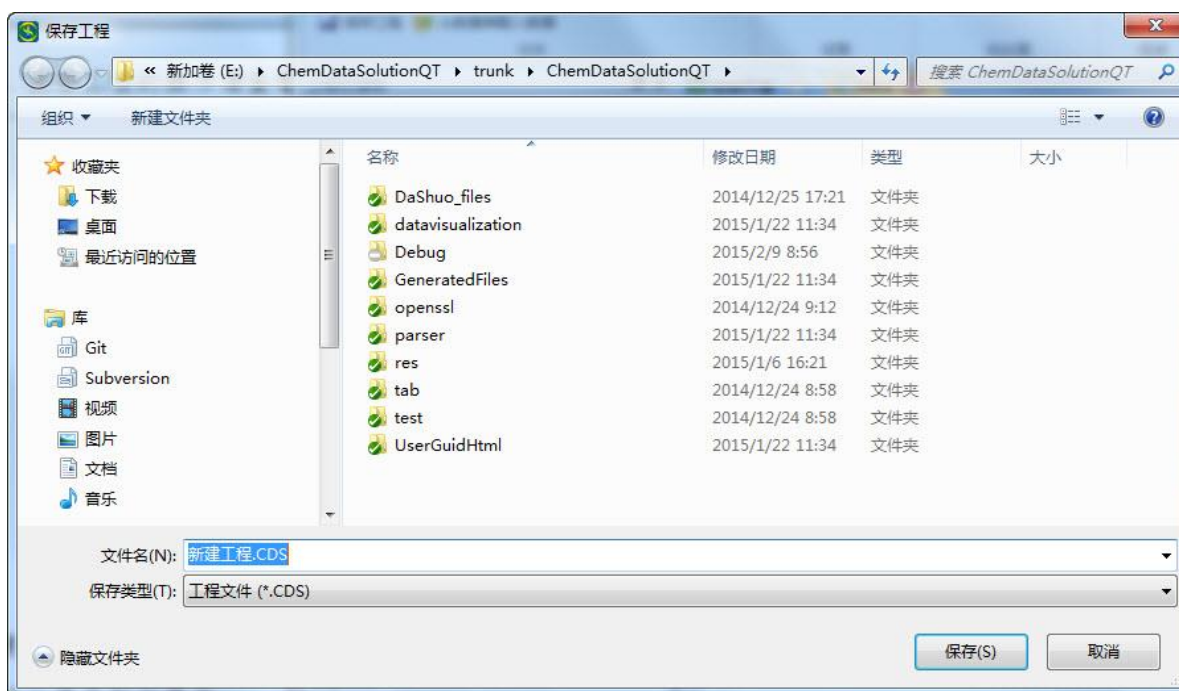 保存工程
« 新加卷 (E:) ▸ ChemDataSolutionQT ▸ trunk ▸ ChemDataSolutionQT ▸ 搜索 ChemDataSolutionQT
组织 ▼ 新建文件夹
名称 修改日期 类型 大小
收藏夹
下载
桌面
最近访问的位置
库
Git
Subversion
视频
图片
文档
音乐
DaShuo_files 2014/12/25 17:21 文件夹
datavisualization 2015/1/22 11:34 文件夹
Debug 2015/2/9 8:56 文件夹
GeneratedFiles 2015/1/22 11:34 文件夹
openssl 2014/12/24 9:12 文件夹
parser 2015/1/22 11:34 文件夹
res 2015/1/6 16:21 文件夹
tab 2014/12/24 8:58 文件夹
test 2014/12/24 8:58 文件夹
UserGuidHtml 2015/1/22 11:34 文件夹
文件名(N): 新建工程.CDS
保存类型(T): 工程文件 (*.CDS)
隐藏文件夹 保存(S) 取消